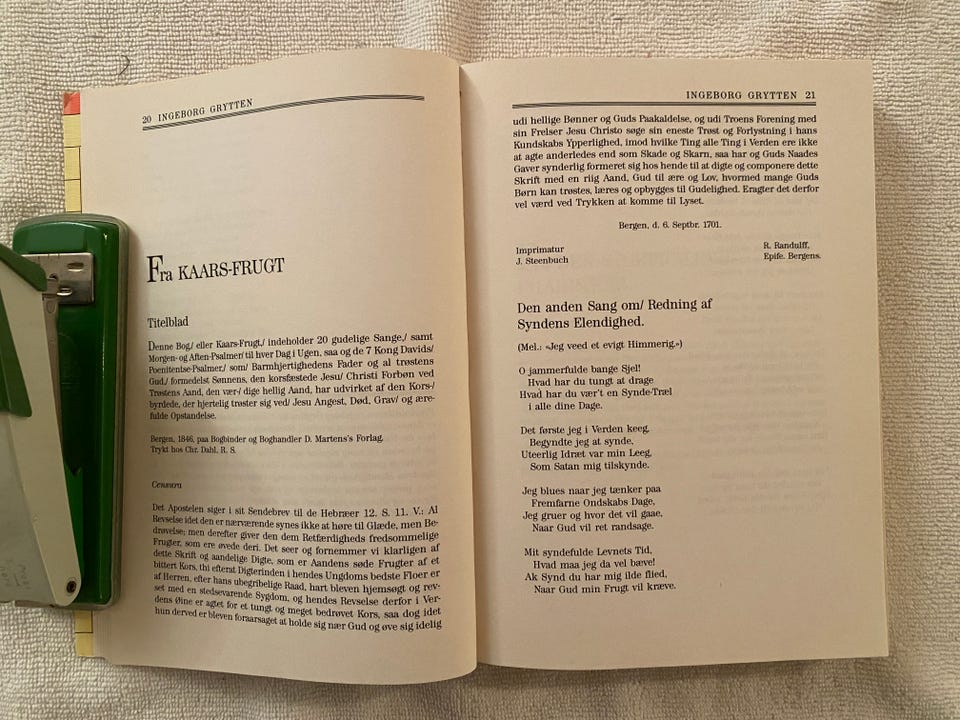 20 INGEBORG GRYTTEN
Fra KAARS-FRUGT
Titelblad
Denne Bog,/ eller Kaars-Frugt,/ indeholder 20 gudelige Sange,/ samt
Morgen- og Aften-Psalmer/ til hver Dag i Ugen, saa og de 7 Kong Davids/
Poenitentse-Psalmer,/ som/ Barmhjertighedens Fader og al trøstens
Gud,/ formedelst Sønnens, den korsfæstede Jesu/ Christi Forbøn ved
Trøstens Aand, den vær-/ dige hellig Aand, har udvirket af den Kors-/
byrdede, der hjertelig trøster sig ved/ Jesu Angest, Død, Grav/ og ære-
fulde Opstandelse.
Bergen, 1846, paa Bogbinder og Boghandler D. Martens's Forlag.
Trykt hos Chr. Dahl, R. S.
Censura
Det Apostelen siger i sit Sendebrev til de Hebræer 12. S. 11. V.: Al
Revselse idet den er nærværende synes ikke at høre til Glæde, men Be-
drøvelse; men derefter giver den dem Retfærdigheds fredsommelige
Frugter, som ere øvede deri. Det seer og fornemmer vi klarligen af
dette Skrift og aandelige Digte, som er Aandens søde Frugter af et
bittert Kors, thi efterat Digterinden i hendes Ungdoms bedste Floer er
af Herren, efter hans ubegribelige Raad, hart bleven hjemsøgt og rev-
set med en stedsevarende Sygdom, og hendes Revselse derfor i Ver-
dens Øine er agtet for et tungt og meget bedrøvet Kors, saa dog idet
hun derved er bleven foraarsaget at holde sig nær Gud og øve sig idelig
INGEBORG GRYTTEN 21
udi hellige Bønner og Guds Paakaldelse, og udi Troens Forening med
sin Frelser Jesu Christo søge sin eneste Trøst og Forlystning i hans
Kundskabs Ypperlighed, imod hvilke Ting alle Ting i Verden ere ikke
at agte anderledes end som Skade og Skarn, saa har og Guds Naades
Gaver synderlig formeret sig hos hende til at digte og componere dette
Skrift med en riig Aand, Gud til ære og Lov, hvormed mange Guds
Børn kan trøstes, læres og opbygges til Gudelighed. Eragter det derfor
vel værd ved Trykken at komme til Lyset.
Bergen, d. 6. Septbr. 1701.
Imprimatur
J. Steenbuch
R. Randulff,
Epife. Bergens.
Den anden Sang om/ Redning af
Syndens Elendighed.
(Mel.: «Jeg veed et evigt Himmerig.»)
O jammerfulde bange Sjel!
Hvad har du tungt at drage
Hvad har du vær't en Synde-Træl
i alle dine Dage.
Det første jeg i Verden keeg,
Begyndte jeg at synde,
Uteerlig Idræt var min Leeg,
Som Satan mig tilskynde.
Jeg blues naar jeg tænker paa
Fremfarne Ondskabs Dage,
Jeg gruer og hvor det vil gaae,
Naar Gud vil ret randsage.
Mit syndefulde Levnets Tid,
Hvad maa jeg da vel bæve!
Ak Synd du har mig ilde flied,
Naar Gud min Frugt vil kræve.